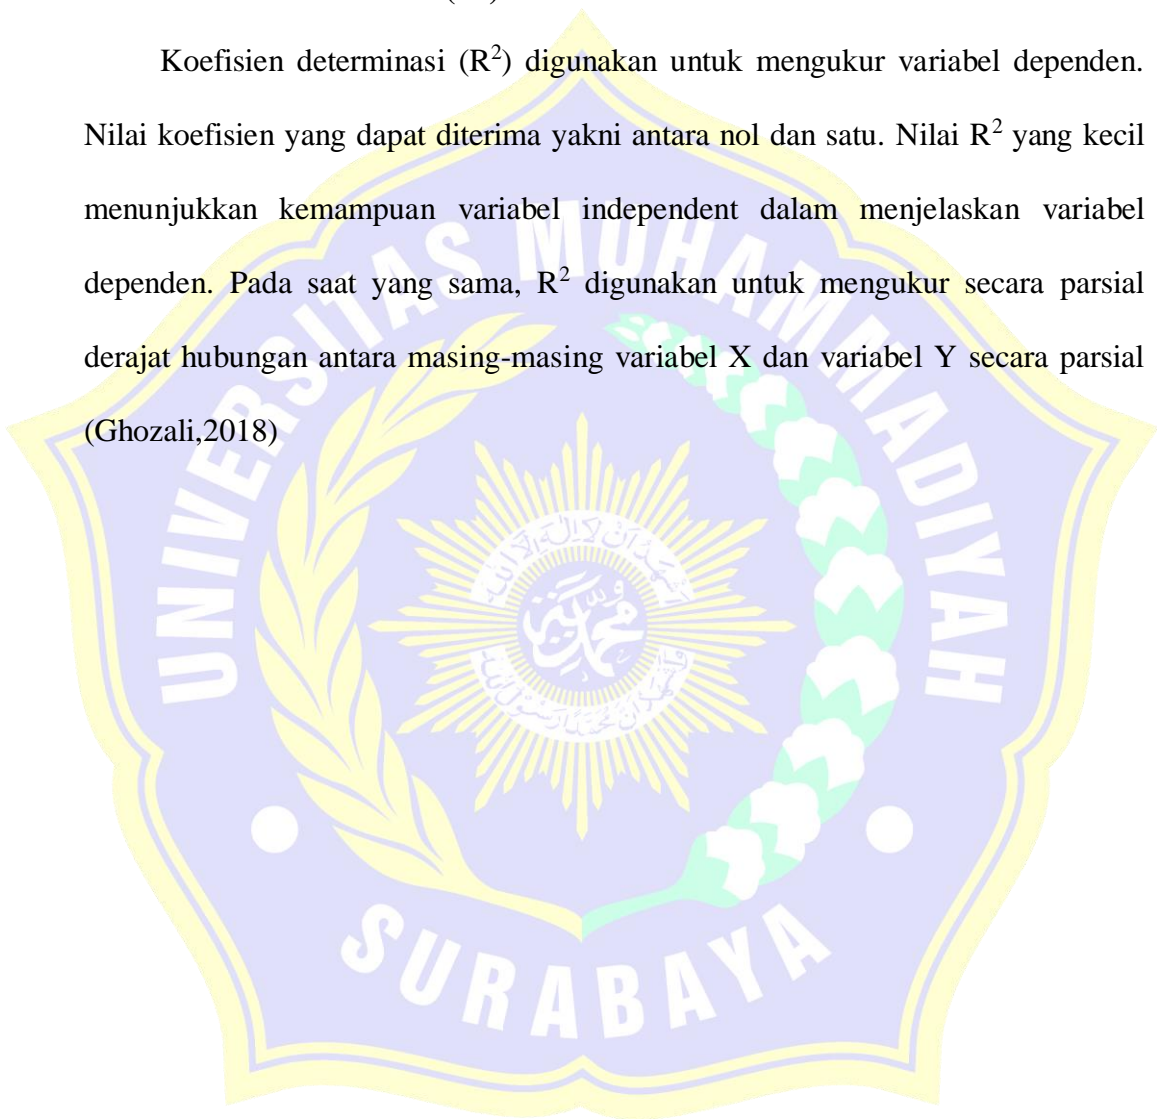 Koefisien determinasi (R²) digunakan untuk mengukur variabel dependen.
Nilai koefisien yang dapat diterima yakni antara nol dan satu. Nilai R² yang kecil
menunjukkan kemampuan variabel independent dalam menjelaskan variabel
dependen. Pada saat yang sama, R² digunakan untuk mengukur secara parsial
derajat hubungan antara masing-masing variabel X dan variabel Y secara parsial
(Ghozali,2018)
UNIVERSITAS MUHAMMADIYAH
SURABAYA